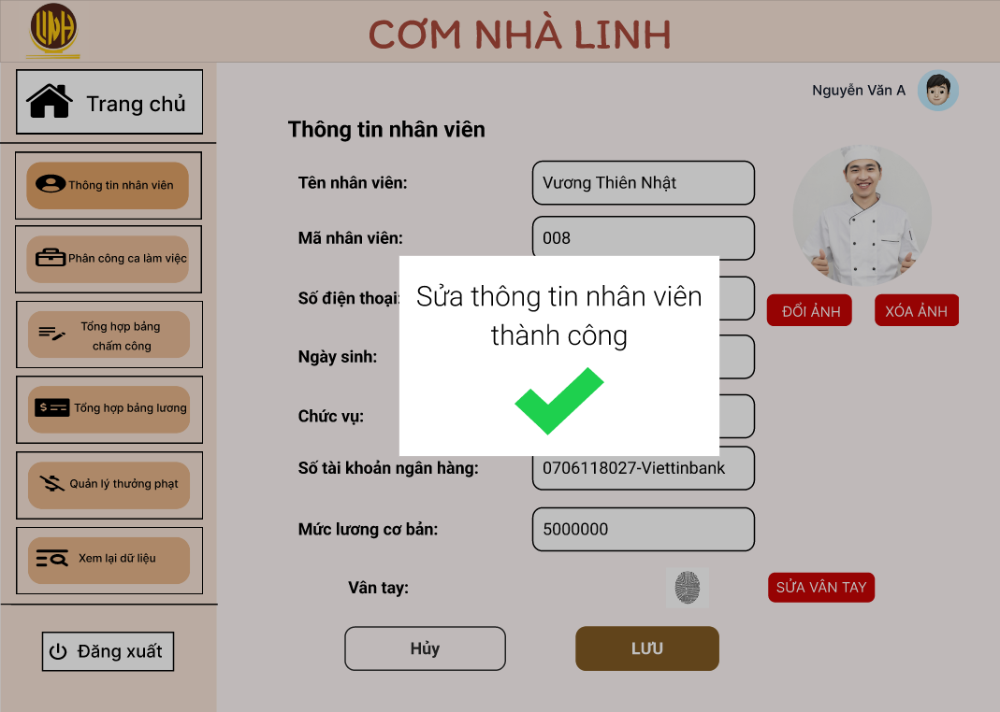 LINH
CƠM NHÀ LINH
Nguyễn Văn A
Trang chủ
Thông tin nhân viên
Phân công ca làm việc
Tổng hợp bảng
chấm công
Tổng hợp bảng lương
Quản lý thưởng phạt
Xem lại dữ liệu
Đăng xuất
Thông tin nhân viên
Tên nhân viên: Vương Thiên Nhật
Mã nhân viên: 008
Số điện thoại:
Ngày sinh:
Chức vụ:
Số tài khoản ngân hàng: 0706118027-Viettinbank
Mức lương cơ bản: 5000000
Vân tay:
ĐỔI ẢNH XÓA ẢNH
SỬA VÂN TAY
Hủy LƯU
Sửa thông tin nhân viên
thành công